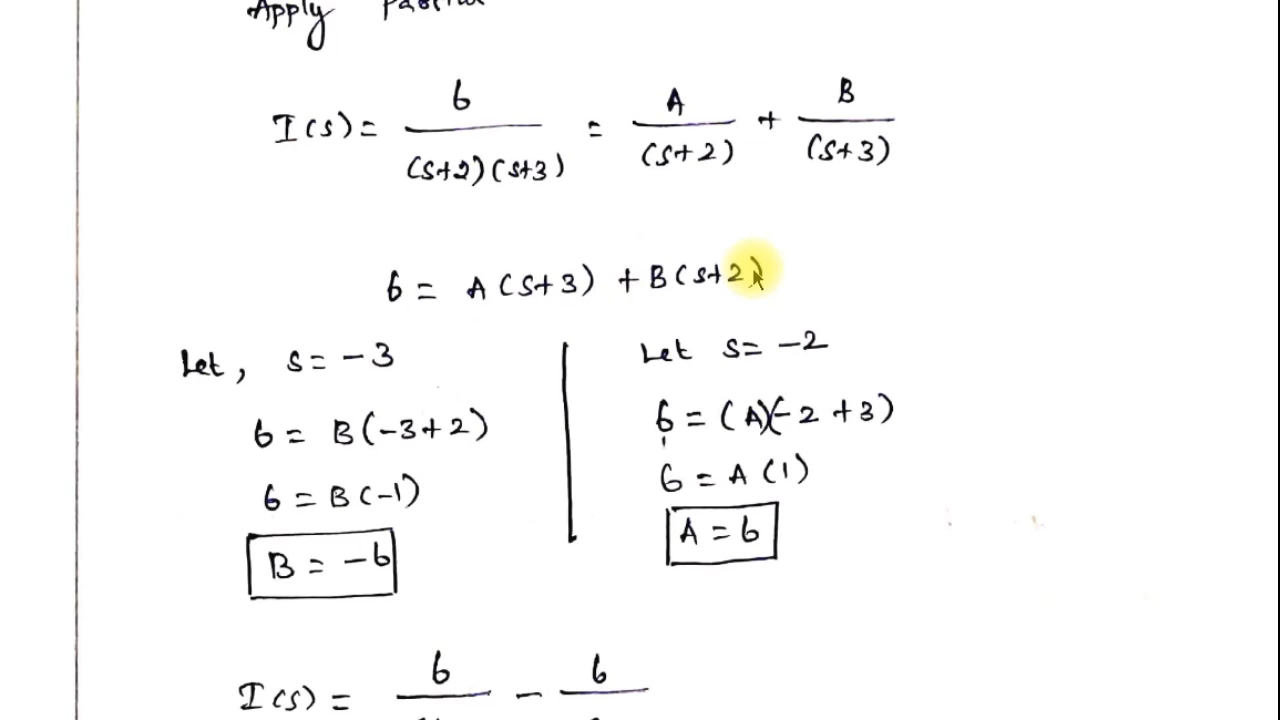 Apply
I(s) = 6/((s+2)(s+3)) = A/(s+2) + B/(s+3)
6 = A(s+3) + B(s+2)
Let, s = -3
6 = B(-3+2)
6 = B(-1)
B = -6
Let s = -2
6 = (A)(-2+3)
6 = A(1)
A = 6
I(s) = 6 - 6